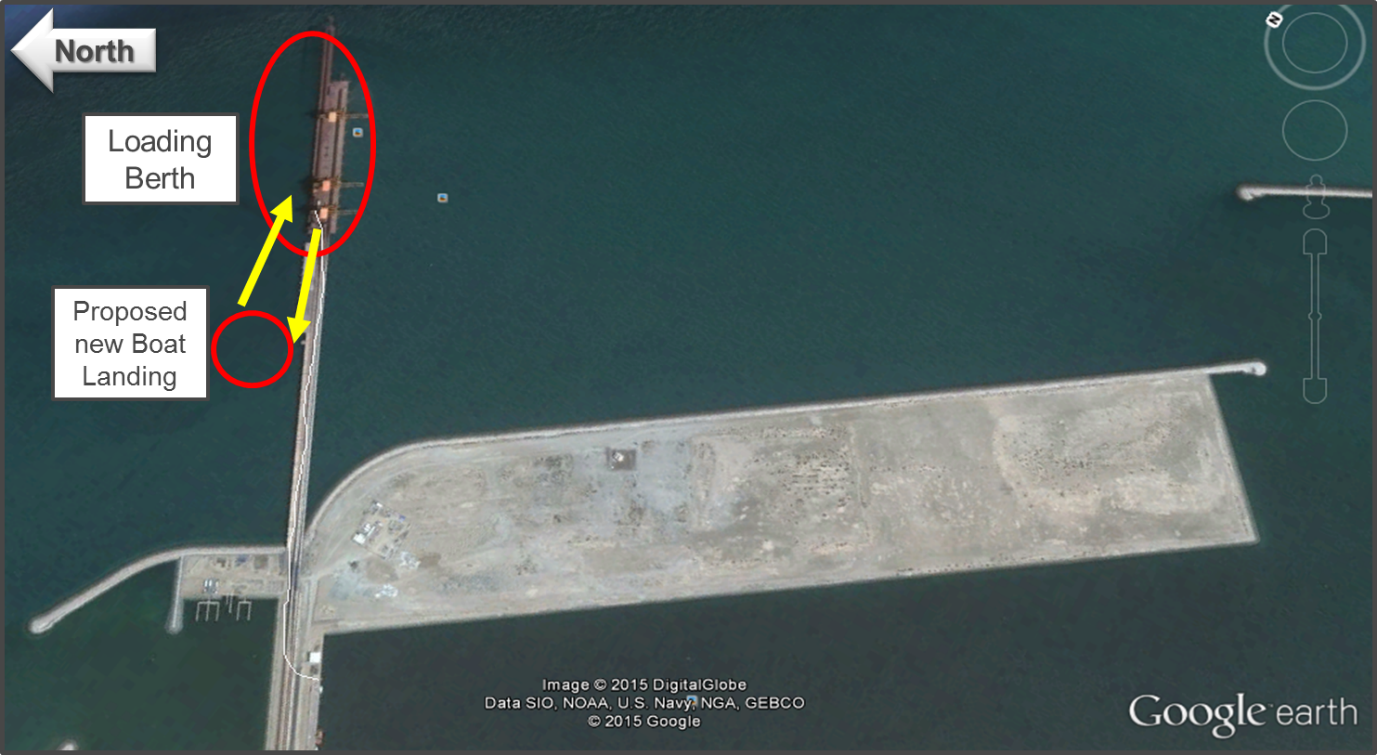 North
N
Loading
Berth
Proposed
new Boat
Landing
Image © 2015 DigitalGlobe
Data SIO, NOAA, U.S. Navy, NGA, GEBCO
© 2015 Google
Google earth